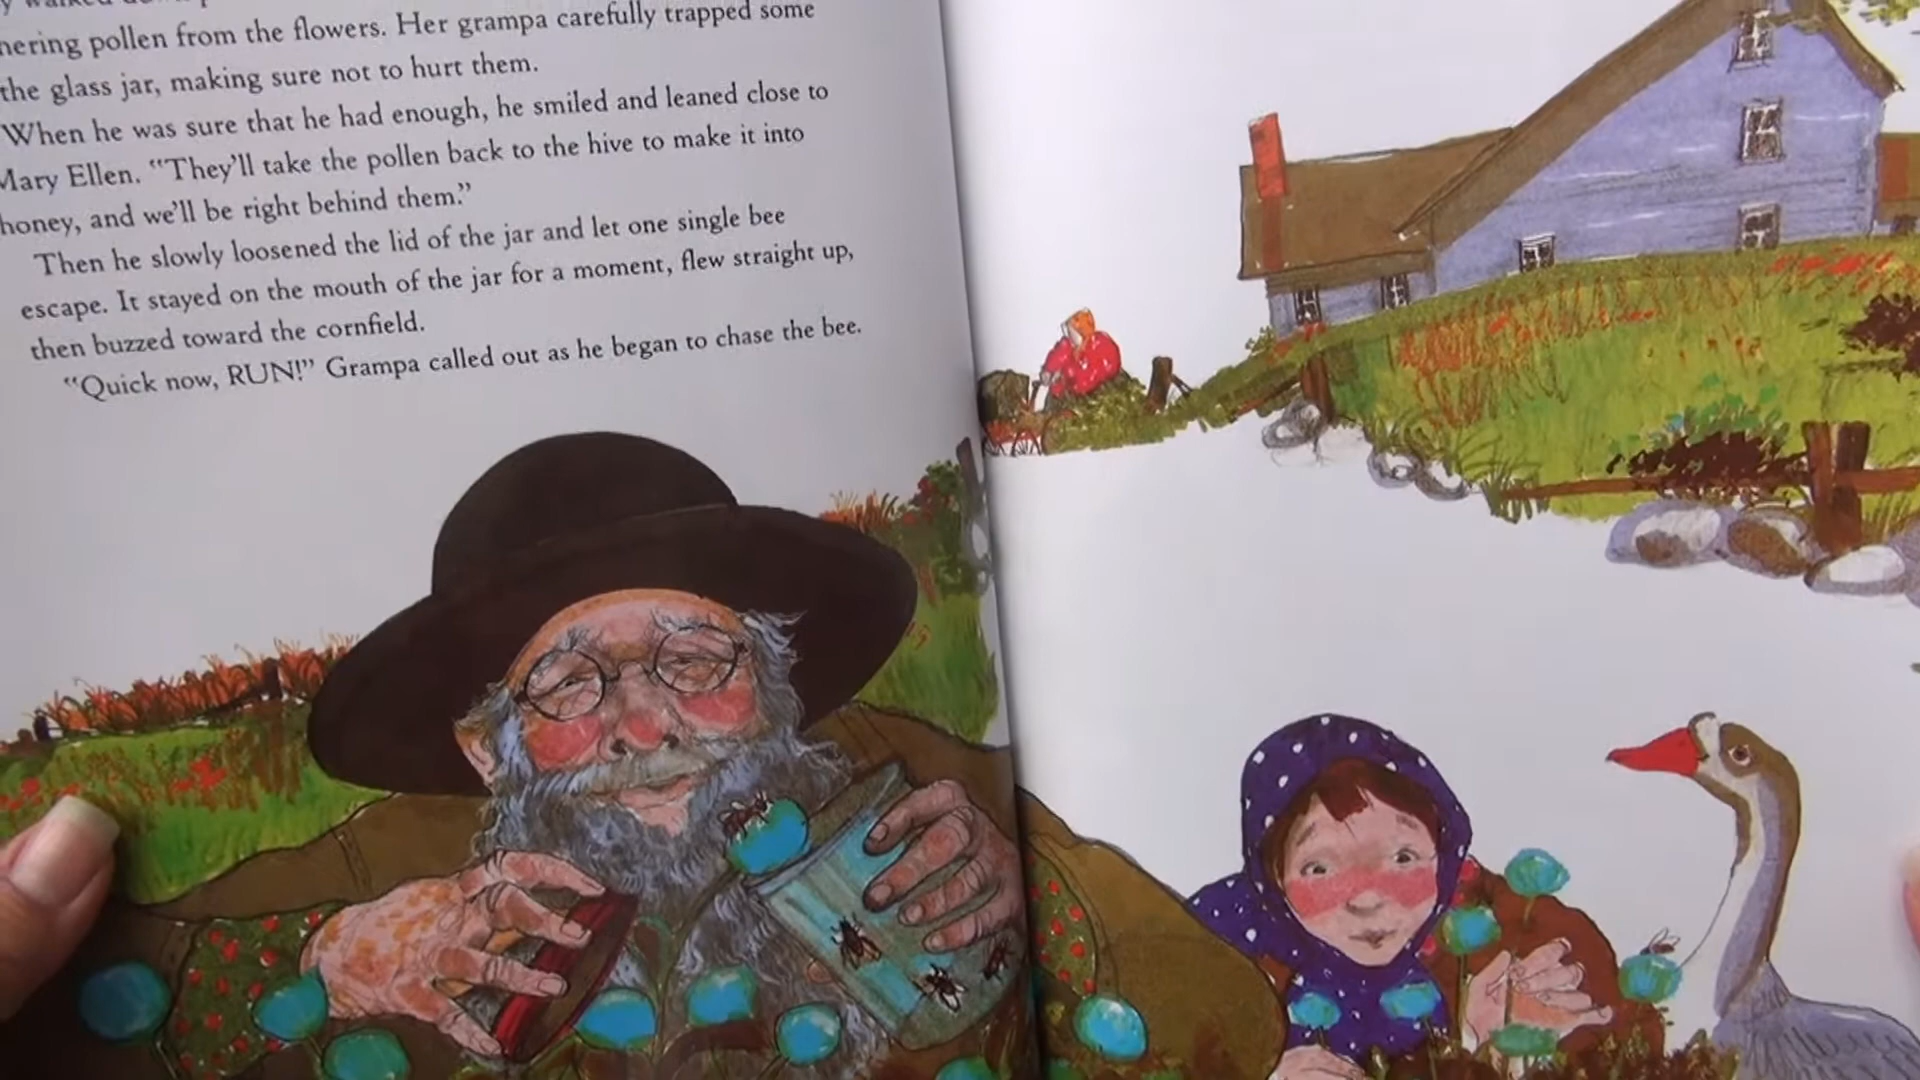 pollen from the flowers. Her grampa carefully trapped some
the glass jar, making sure not to hurt them.
When he was sure that he had enough, he smiled and leaned close to
Mary Ellen. “They’ll take the pollen back to the hive to make it into
honey, and we’ll be right behind them.”
Then he slowly loosened the lid of the jar and let one single bee
escape. It stayed on the mouth of the jar for a moment, flew straight up,
then buzzed toward the cornfield.
“Quick now, RUN!” Grampa called out as he began to chase the bee.